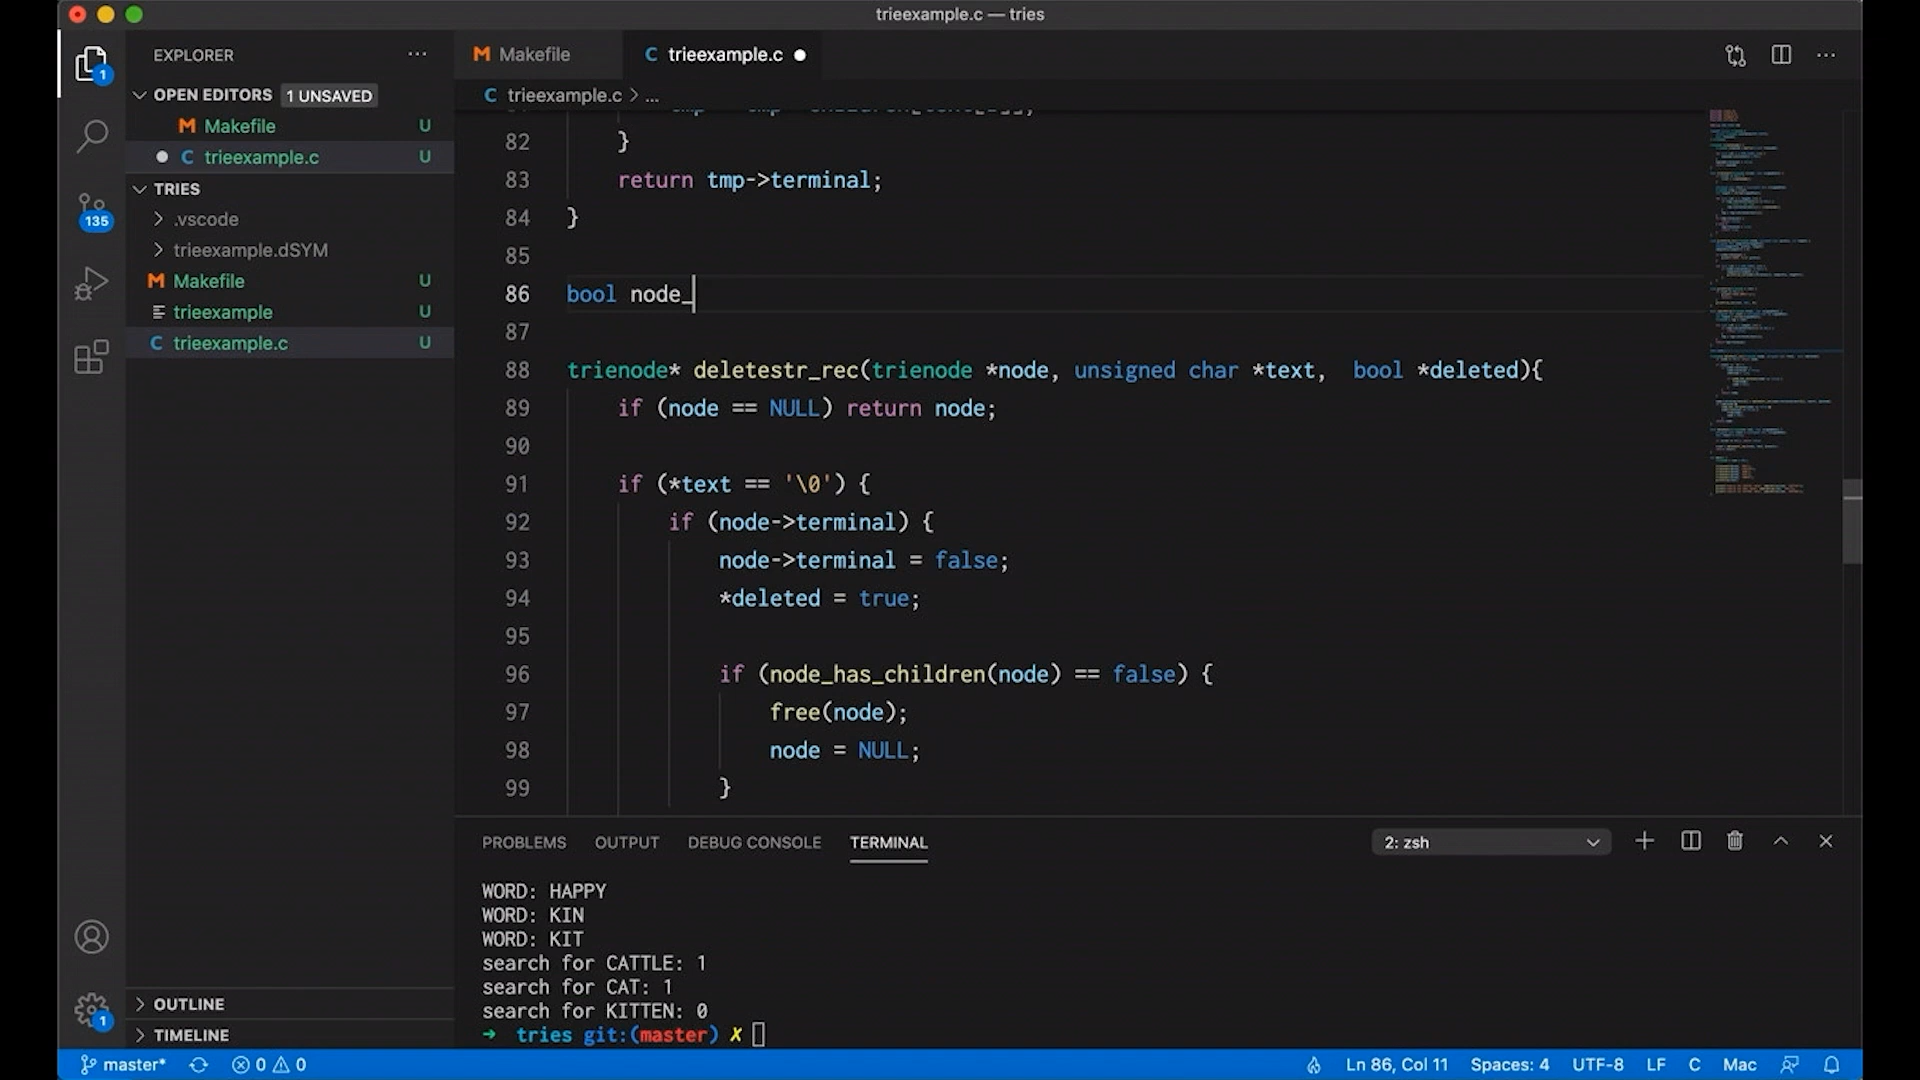 trieexample.c — tries
EXPLORER
OPEN EDITORS 1 UNSAVED
Makefile U
trieexample.c U
TRIES
.vscode
trieexample.dSYM
Makefile U
trieexample U
trieexample.c U
OUTLINE
TIMELINE
1
135
1
Makefile
trieexample.c
trieexample.c > ...
82 }
83 return tmp->terminal;
84 }
85
86 bool node_
87
88 trienode* deletestr_rec(trienode *node, unsigned char *text,  bool *deleted){
89 if (node == NULL) return node;
90
91 if (*text == '\0') {
92 if (node->terminal) {
93 node->terminal = false;
94 *deleted = true;
95
96 if (node_has_children(node) == false) {
97 free(node);
98 node = NULL;
99 }
PROBLEMS OUTPUT DEBUG CONSOLE TERMINAL 2: zsh
WORD: HAPPY
WORD: KIN
WORD: KIT
search for CATTLE: 1
search for CAT: 1
search for KITTEN: 0
→ tries git:(master) ✗
master* 0 0 Ln 86, Col 11 Spaces: 4 UTF-8 LF C Mac